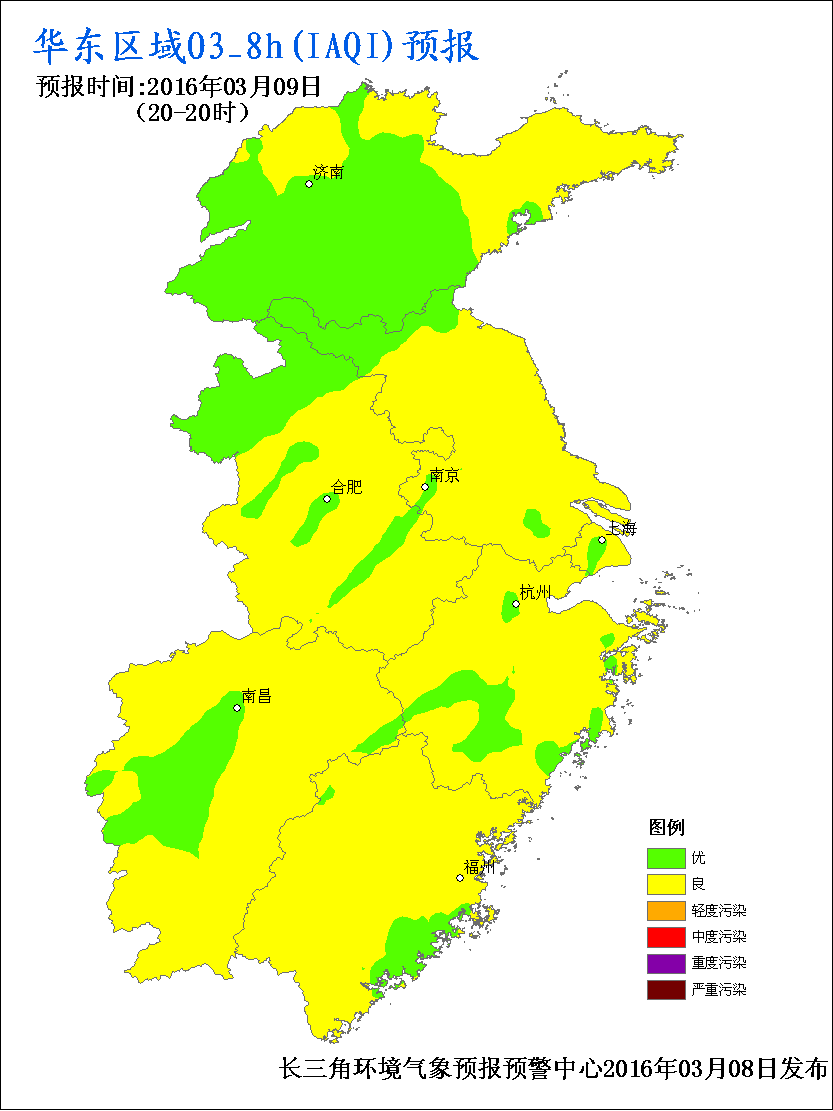 华东区域O3_8h(IAQI)预报
预报时间:2016年03月09日
(20-20时)
济南
合肥
南京
上海
杭州
南昌
福州
图例
优
良
轻度污染
中度污染
重度污染
严重污染
长三角环境气象预报预警中心2016年03月08日发布